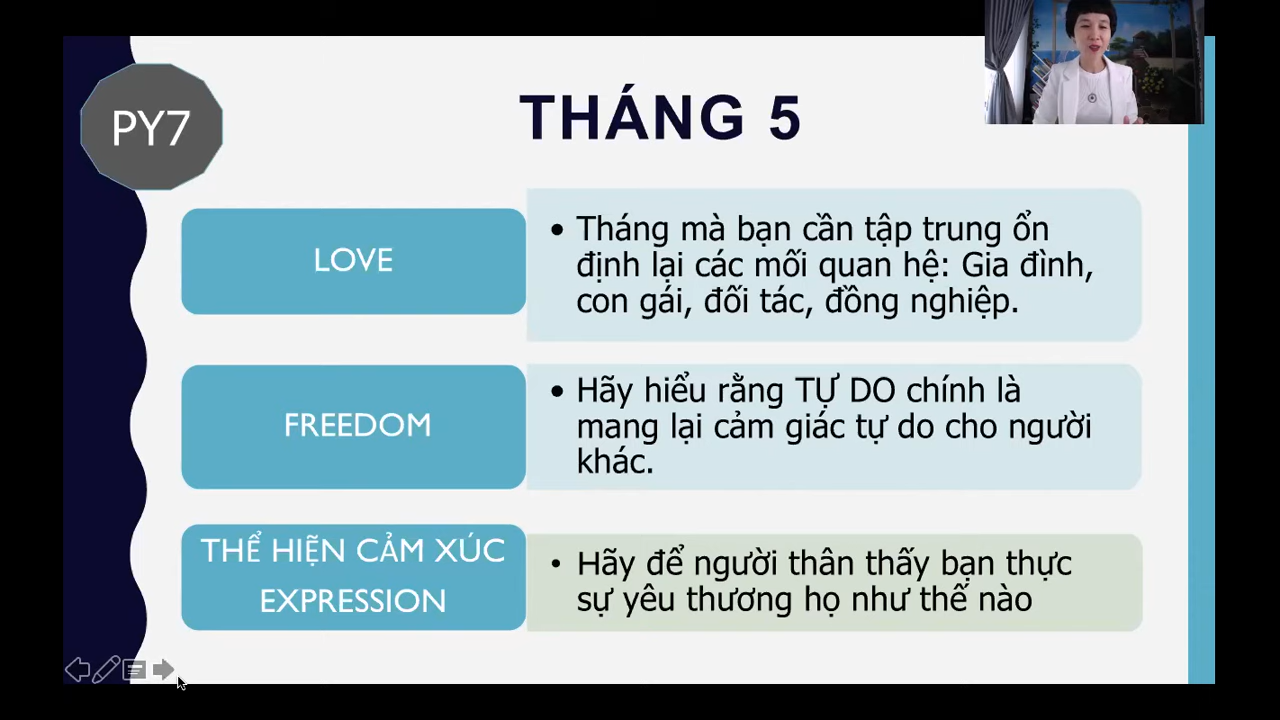 PY7
THÁNG 5
LOVE
• Tháng mà bạn cần tập trung ổn
định lại các mối quan hệ: Gia đình,
con gái, đối tác, đồng nghiệp.
FREEDOM
• Hãy hiểu rằng TỰ DO chính là
mang lại cảm giác tự do cho người
khác.
THỂ HIỆN CẢM XÚC
EXPRESSION
• Hãy để người thân thấy bạn thực
sự yêu thương họ như thế nào